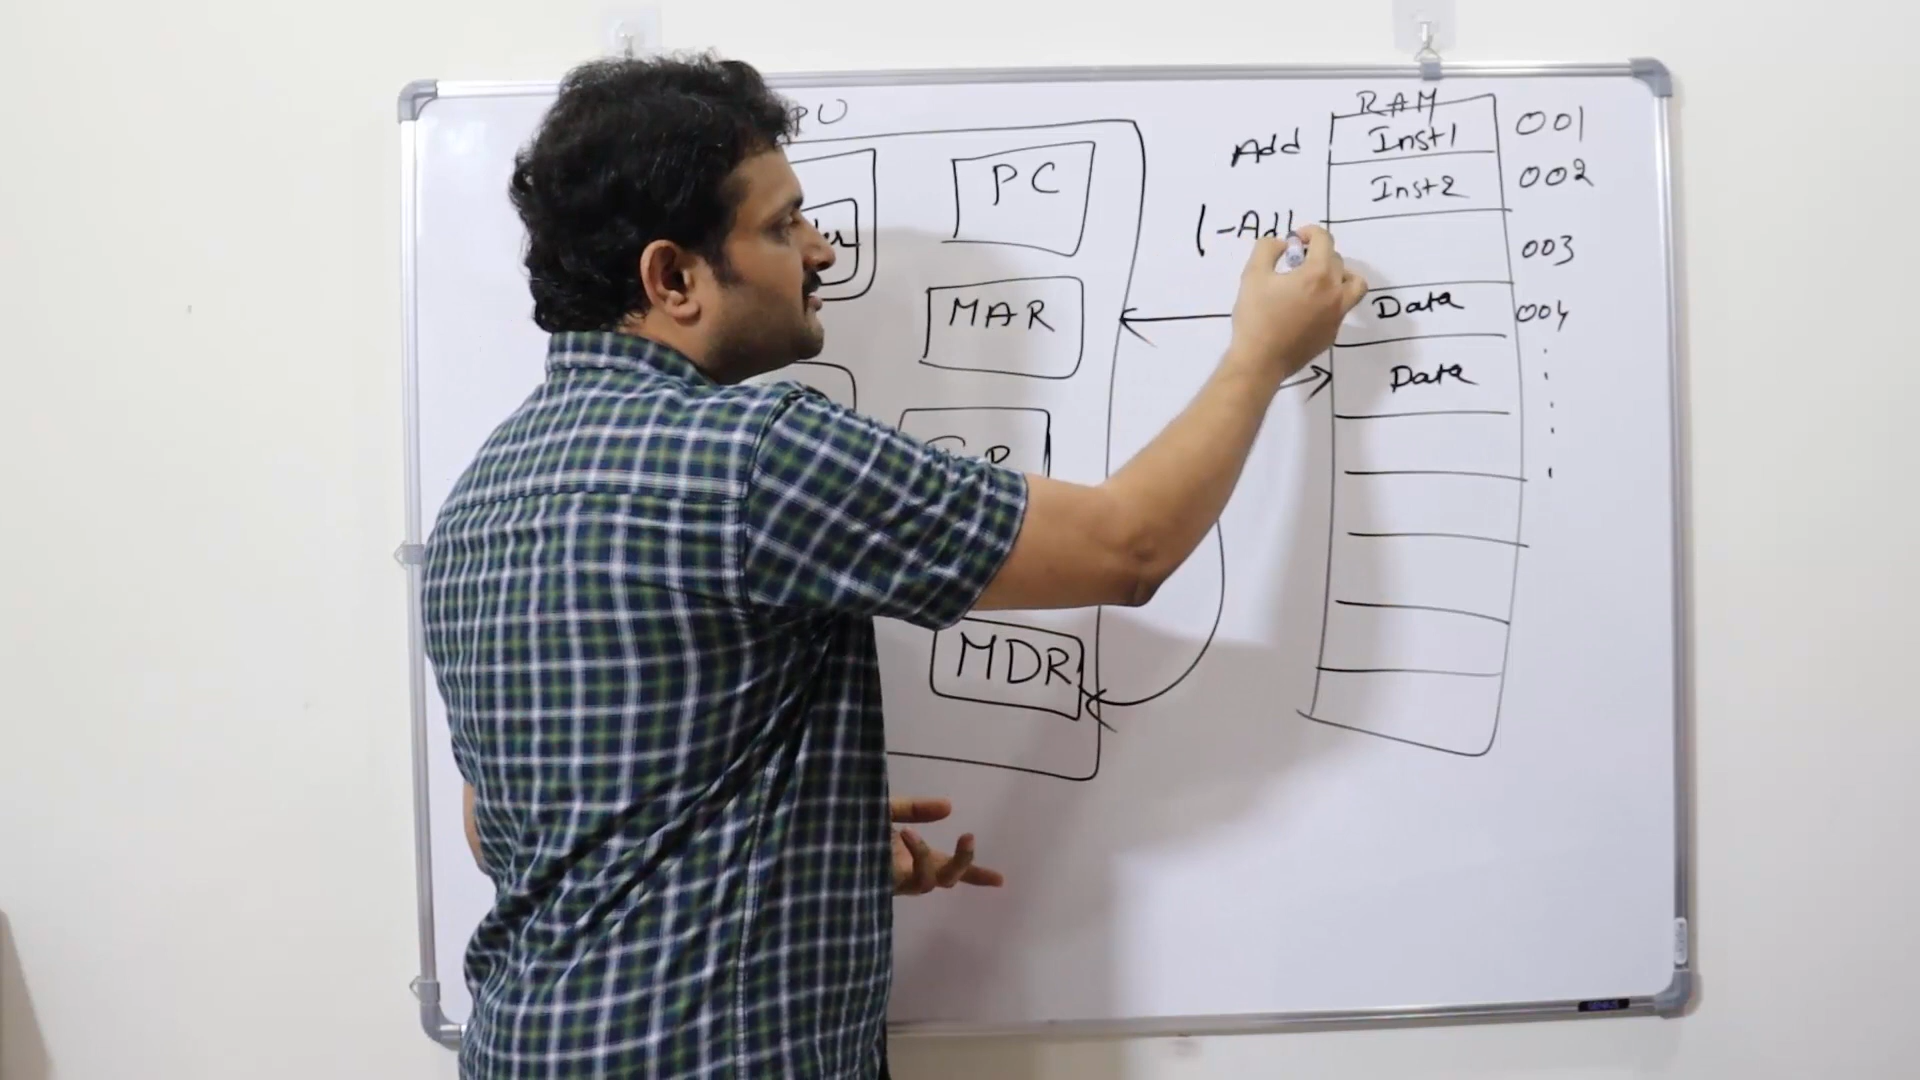 PU
RAM
Add
Inst1
001
PC
Inst2
002
(-Add
003
MAR
Data
004
Data
MDR